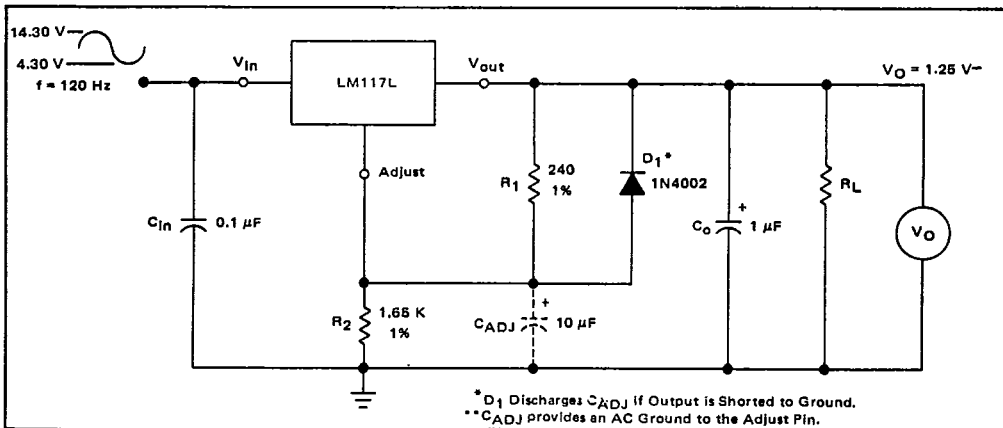 14.30 V
4.30 V
f = 120 Hz
Vin
LM117L
Vout
VO = 1.25 V
Adjust
Cin
0.1 µF
R1
240
1%
D1*
1N4002
Co
+
1 µF
RL
VO
R2
1.65 K
1%
CADJ
+
10 µF
*D1 Discharges CADJ if Output is Shorted to Ground.
**CADJ provides an AC Ground to the Adjust Pin.